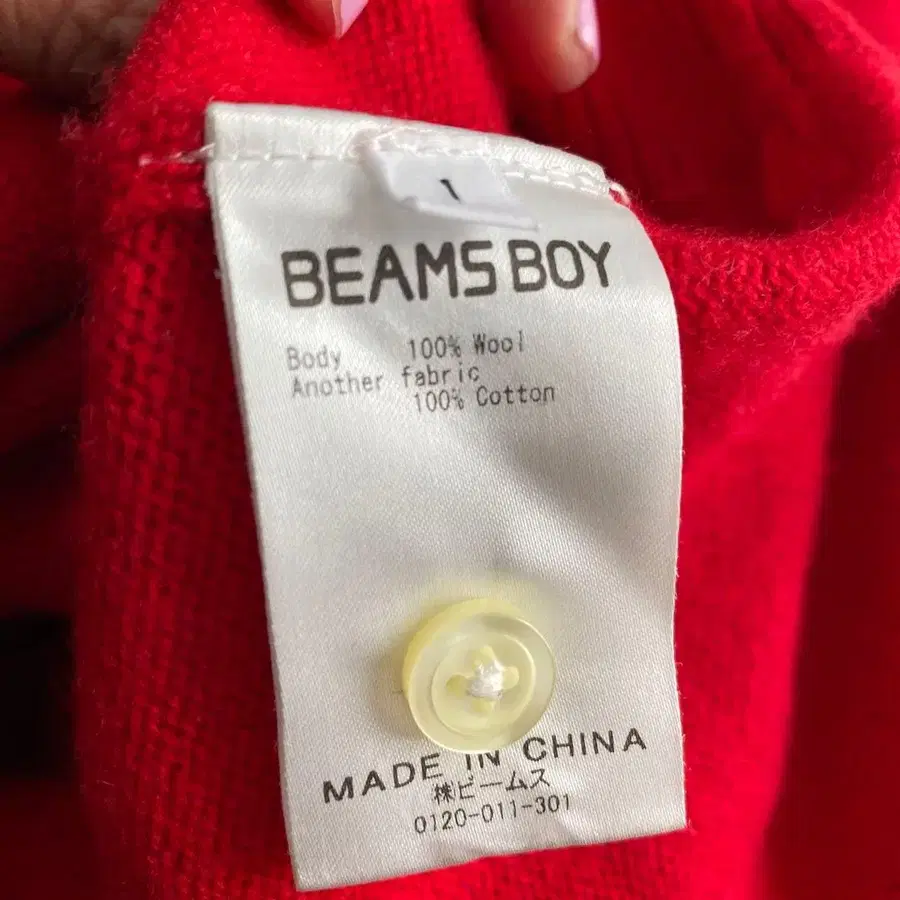 1
BEAMS BOY
Body 100% Wool
Another fabric
100% Cotton
MADE IN CHINA
㈱ビームス
0120-011-301